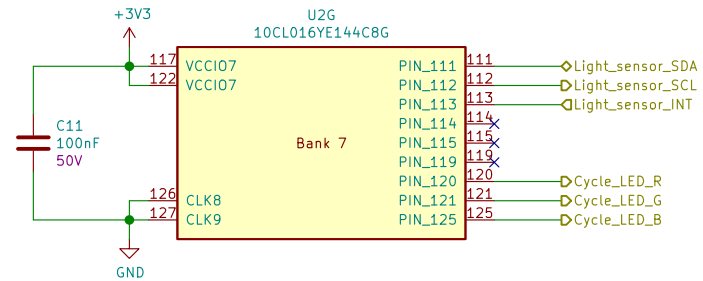 +3V3
U2G
10CL016YE144C8G
117 VCCIO7 PIN_111 111 Light_sensor_SDA
122 VCCIO7 PIN_112 112 Light_sensor_SCL
PIN_113 113 Light_sensor_INT
PIN_114 114
C11
100nF Bank 7 PIN_115 115
50V PIN_119 119
PIN_120 120 Cycle_LED_R
126 CLK8 PIN_121 121 Cycle_LED_G
127 CLK9 PIN_125 125 Cycle_LED_B
GND